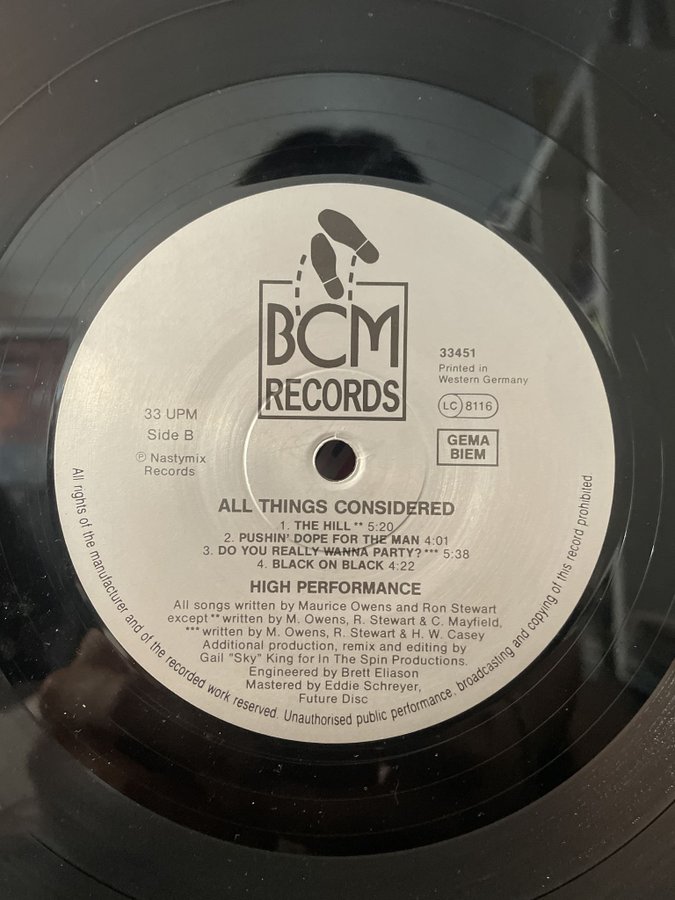 BCM
RECORDS
33451
Printed in
Western Germany
LC 8116
GEMA
BIEM
33 UPM
Side B
℗ Nastymix
Records
ALL THINGS CONSIDERED
1. THE HILL ** 5:20
2. PUSHIN' DOPE FOR THE MAN 4:01
3. DO YOU REALLY WANNA PARTY? *** 5:38
4. BLACK ON BLACK 4:22
HIGH PERFORMANCE
All songs written by Maurice Owens and Ron Stewart
except ** written by M. Owens, R. Stewart & C. Mayfield,
*** written by M. Owens, R. Stewart & H. W. Casey
Additional production, remix and editing by
Gail "Sky" King for In The Spin Productions.
Engineered by Brett Eliason
Mastered by Eddie Schreyer,
Future Disc
All rights of the manufacturer and of the recorded work reserved. Unauthorised public performance, broadcasting and copying of this record prohibited